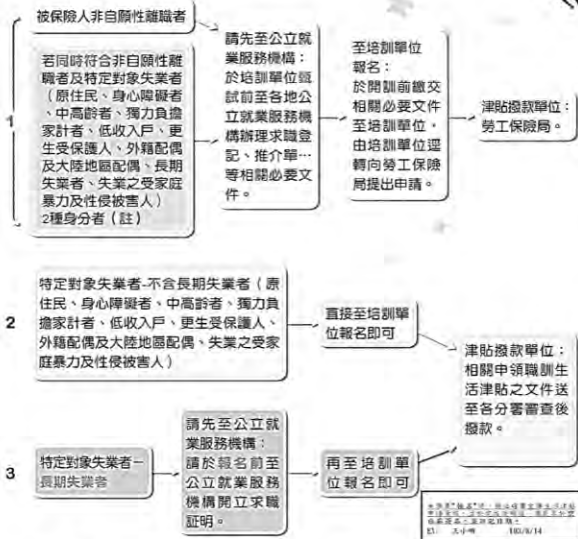 被保險人非自願性離職者
若同時符合非自願性離
職者及特定對象失業者
（原住民、身心障礙者
、中高齡者、獨力負擔
家計者、低收入戶、更
生受保護人、外籍配偶
及大陸地區配偶、長期
失業者、失業之受家庭
暴力及性侵被害人）
2種身分者（註）
1
請先至公立就
業服務機構：
於培訓單位甄
試前至各地公
立就業服務機
構辦理求職登
記、推介單…
等相關必要文
件。
至培訓單位
報名：
於開訓前繳交
相關必要文件
至培訓單位，
由培訓單位逕
轉向勞工保險
局提出申請。
津貼撥款單位：
勞工保險局。
2
特定對象失業者-不含長期失業者（原
住民、身心障礙者、中高齡者、獨力負
擔家計者、低收入戶、更生受保護人、
外籍配偶及大陸地區配偶、失業之受家
庭暴力及性侵被害人）
直接至培訓單
位報名即可
津貼撥款單位：
相關申領職訓生
活津貼之文件送
至各分署審查後
撥款。
3
特定對象失業者－
長期失業者
請先至公立就
業服務機構：
請於報名前至
公立就業服務
機構開立求職
証明。
再至培訓單
位報名即可
王小明 103/8/14